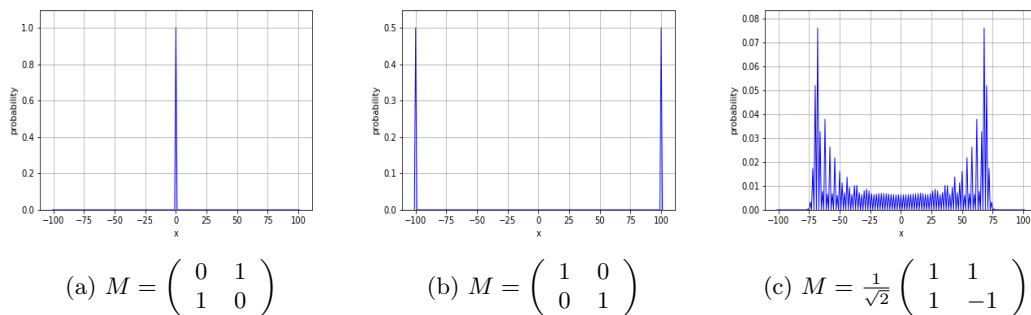 1.0
0.8
0.6
0.4
0.2
0.0
probability
−100 −75 −50 −25 0 25 50 75 100
x
0.5
0.4
0.3
0.2
0.1
0.0
probability
−100 −75 −50 −25 0 25 50 75 100
x
0.08
0.07
0.06
0.05
0.04
0.03
0.02
0.01
0.00
probability
−100 −75 −50 −25 0 25 50 75 100
x
(a) M = ( 0 1
1 0 )
(b) M = ( 1 0
0 1 )
(c) M = 1/√2 ( 1 1
1 −1 )